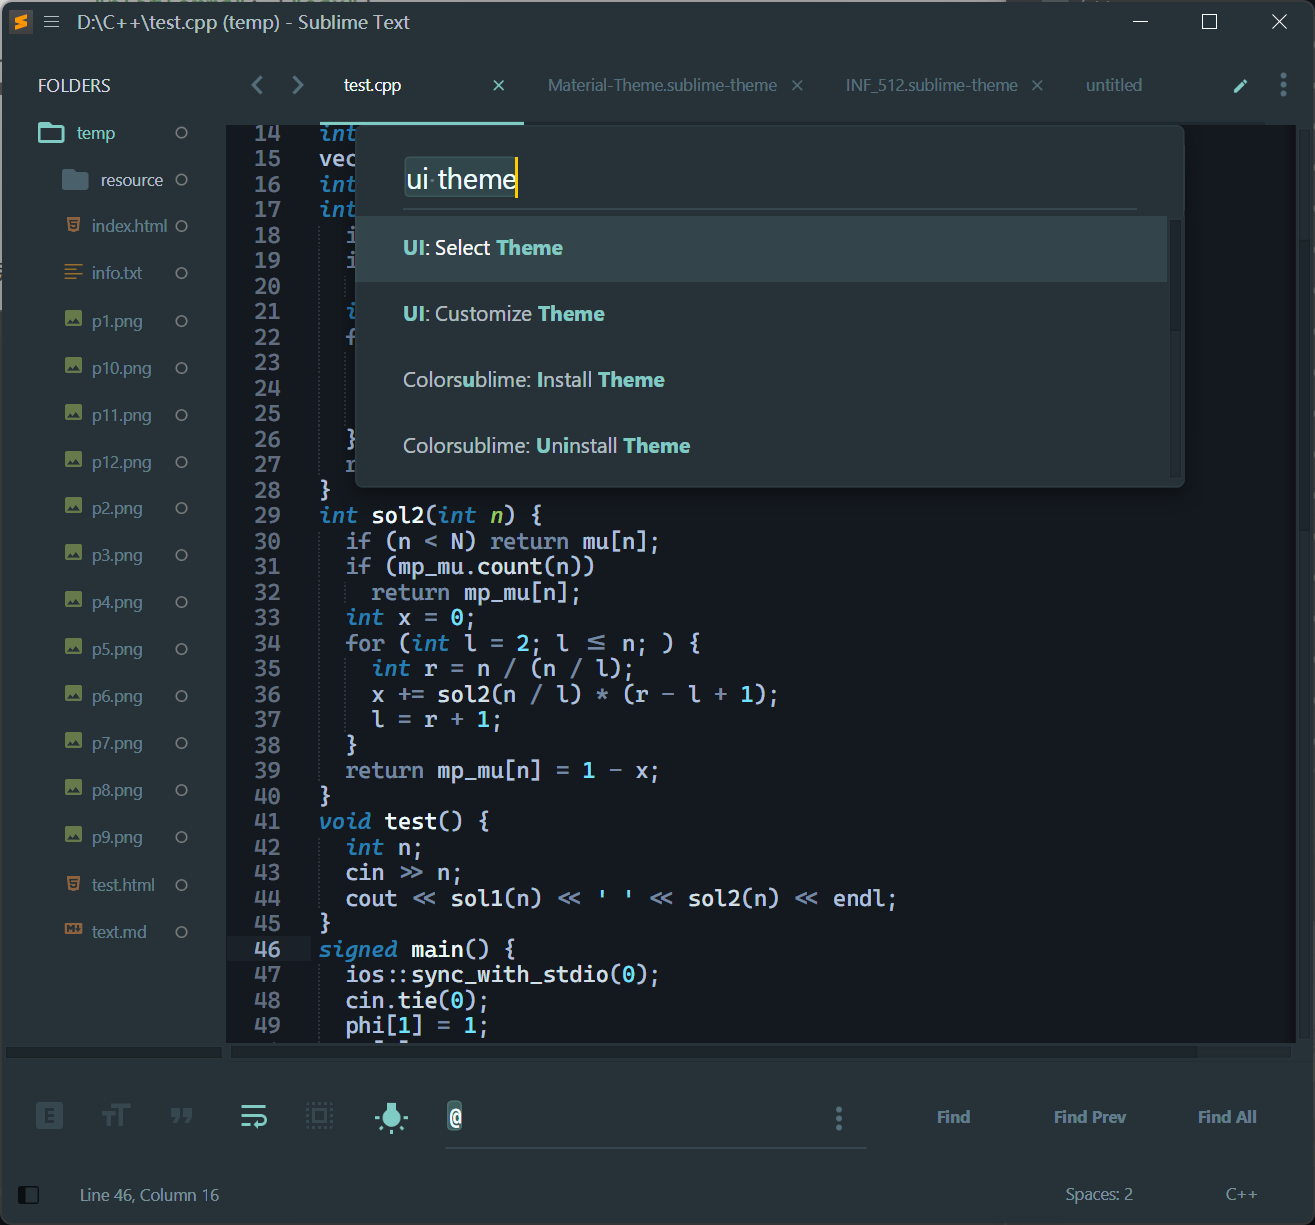 D:\C++\test.cpp (temp) - Sublime Text
FOLDERS
temp
resource
index.html
info.txt
p1.png
p10.png
p11.png
p12.png
p2.png
p3.png
p4.png
p5.png
p6.png
p7.png
p8.png
p9.png
test.html
text.md
test.cpp
Material-Theme.sublime-theme
INF_512.sublime-theme
untitled
ui theme
UI: Select Theme
UI: Customize Theme
Colorsublime: Install Theme
Colorsublime: Uninstall Theme
14 int
15 vec
16 int
17 int
18 i
19 i
20
21 i
22 f
23
24
25
26 }
27 r
28 }
29 int sol2(int n) {
30 if (n < N) return mu[n];
31 if (mp_mu.count(n))
32 return mp_mu[n];
33 int x = 0;
34 for (int l = 2; l ≤ n; ) {
35 int r = n / (n / l);
36 x += sol2(n / l) * (r - l + 1);
37 l = r + 1;
38 }
39 return mp_mu[n] = 1 - x;
40 }
41 void test() {
42 int n;
43 cin >> n;
44 cout << sol1(n) << ' ' << sol2(n) << endl;
45 }
46 signed main() {
47 ios::sync_with_stdio(0);
48 cin.tie(0);
49 phi[1] = 1;
@
Find
Find Prev
Find All
Line 46, Column 16
Spaces: 2
C++